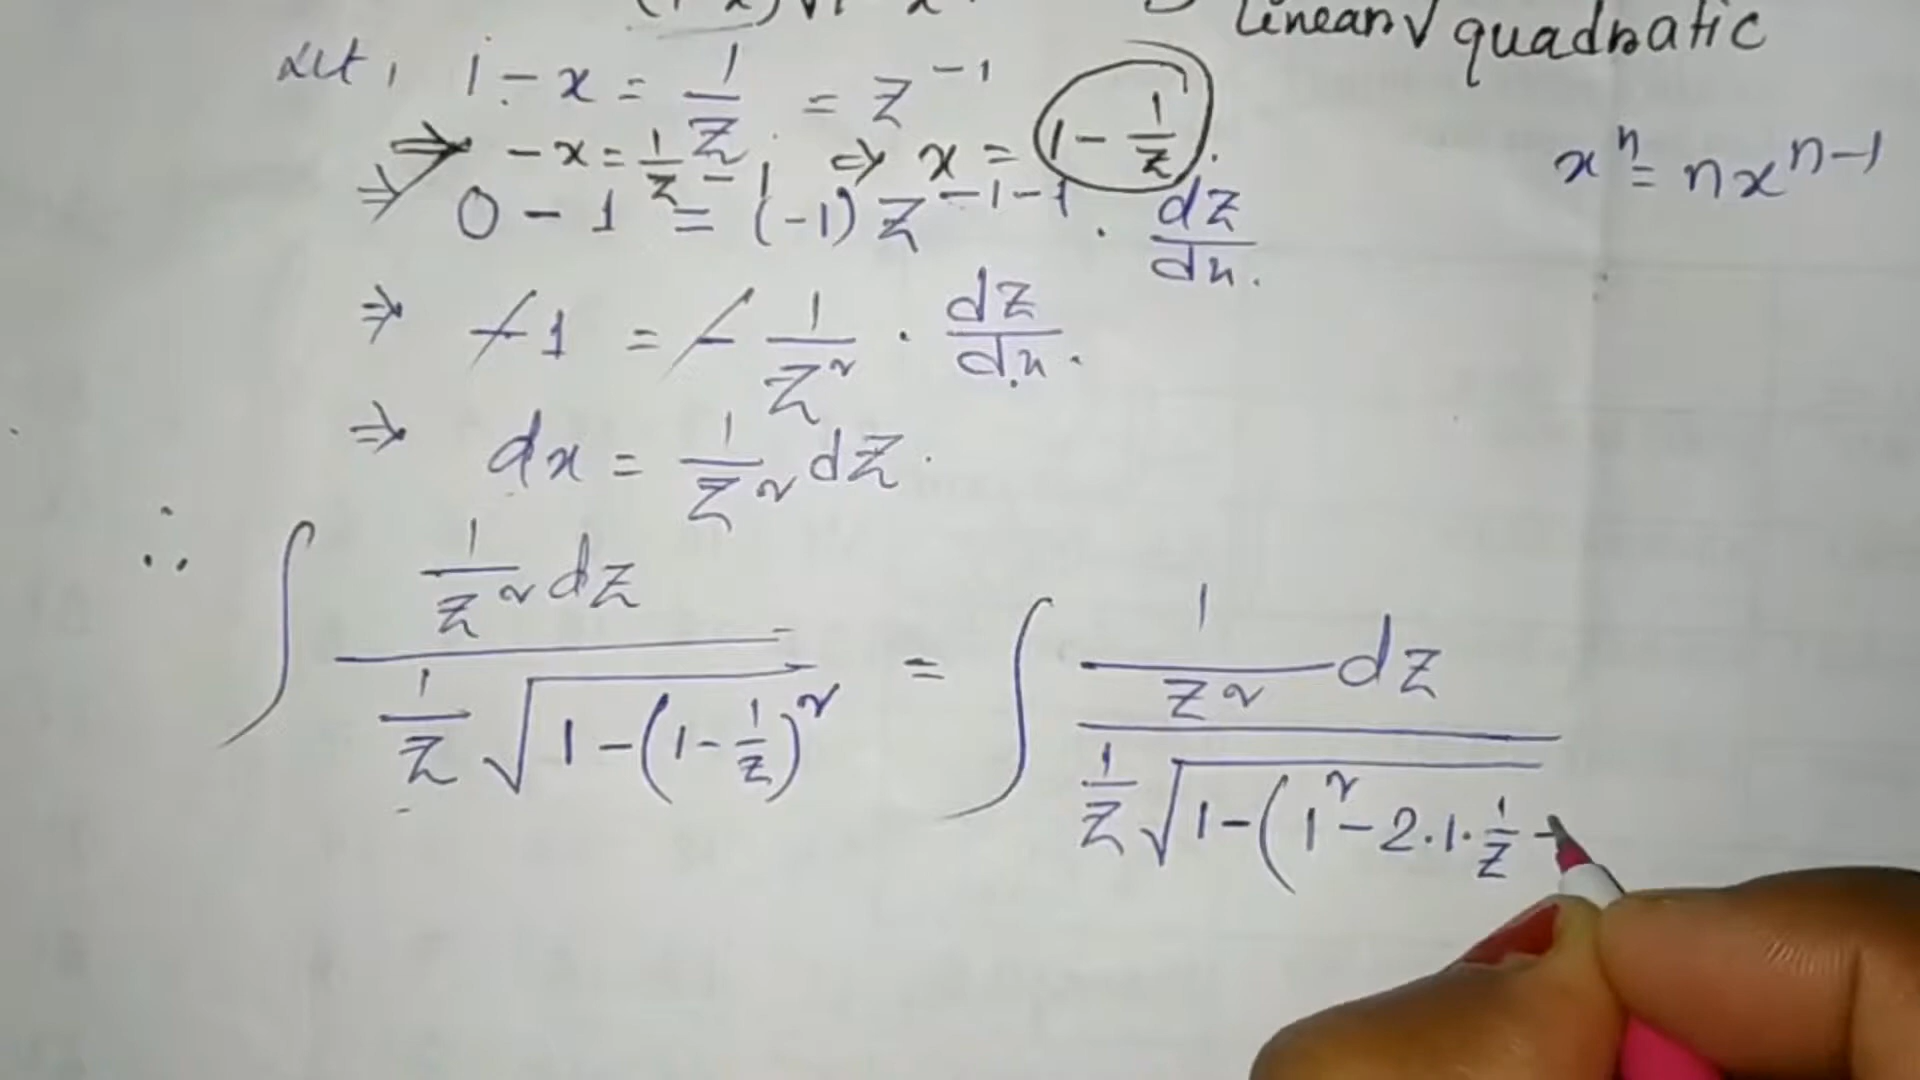 linear √ quadratic
Let, 1 - x = 1/z = z^-1
⇒ -x = 1/z - 1 ⇒ x = 1 - 1/z.
x^n = nx^n-1
⇒ 0 - 1 = (-1) z^-1-1 · dz/dx.
⇒ -1 = - 1/z² · dz/dx.
⇒ dx = 1/z² dz.
∴ ∫ (1/z² dz)/(1/z √(1-(1-1/z)²)) = ∫ (1/z² dz)/(1/z √(1-(1²-2·1·1/z